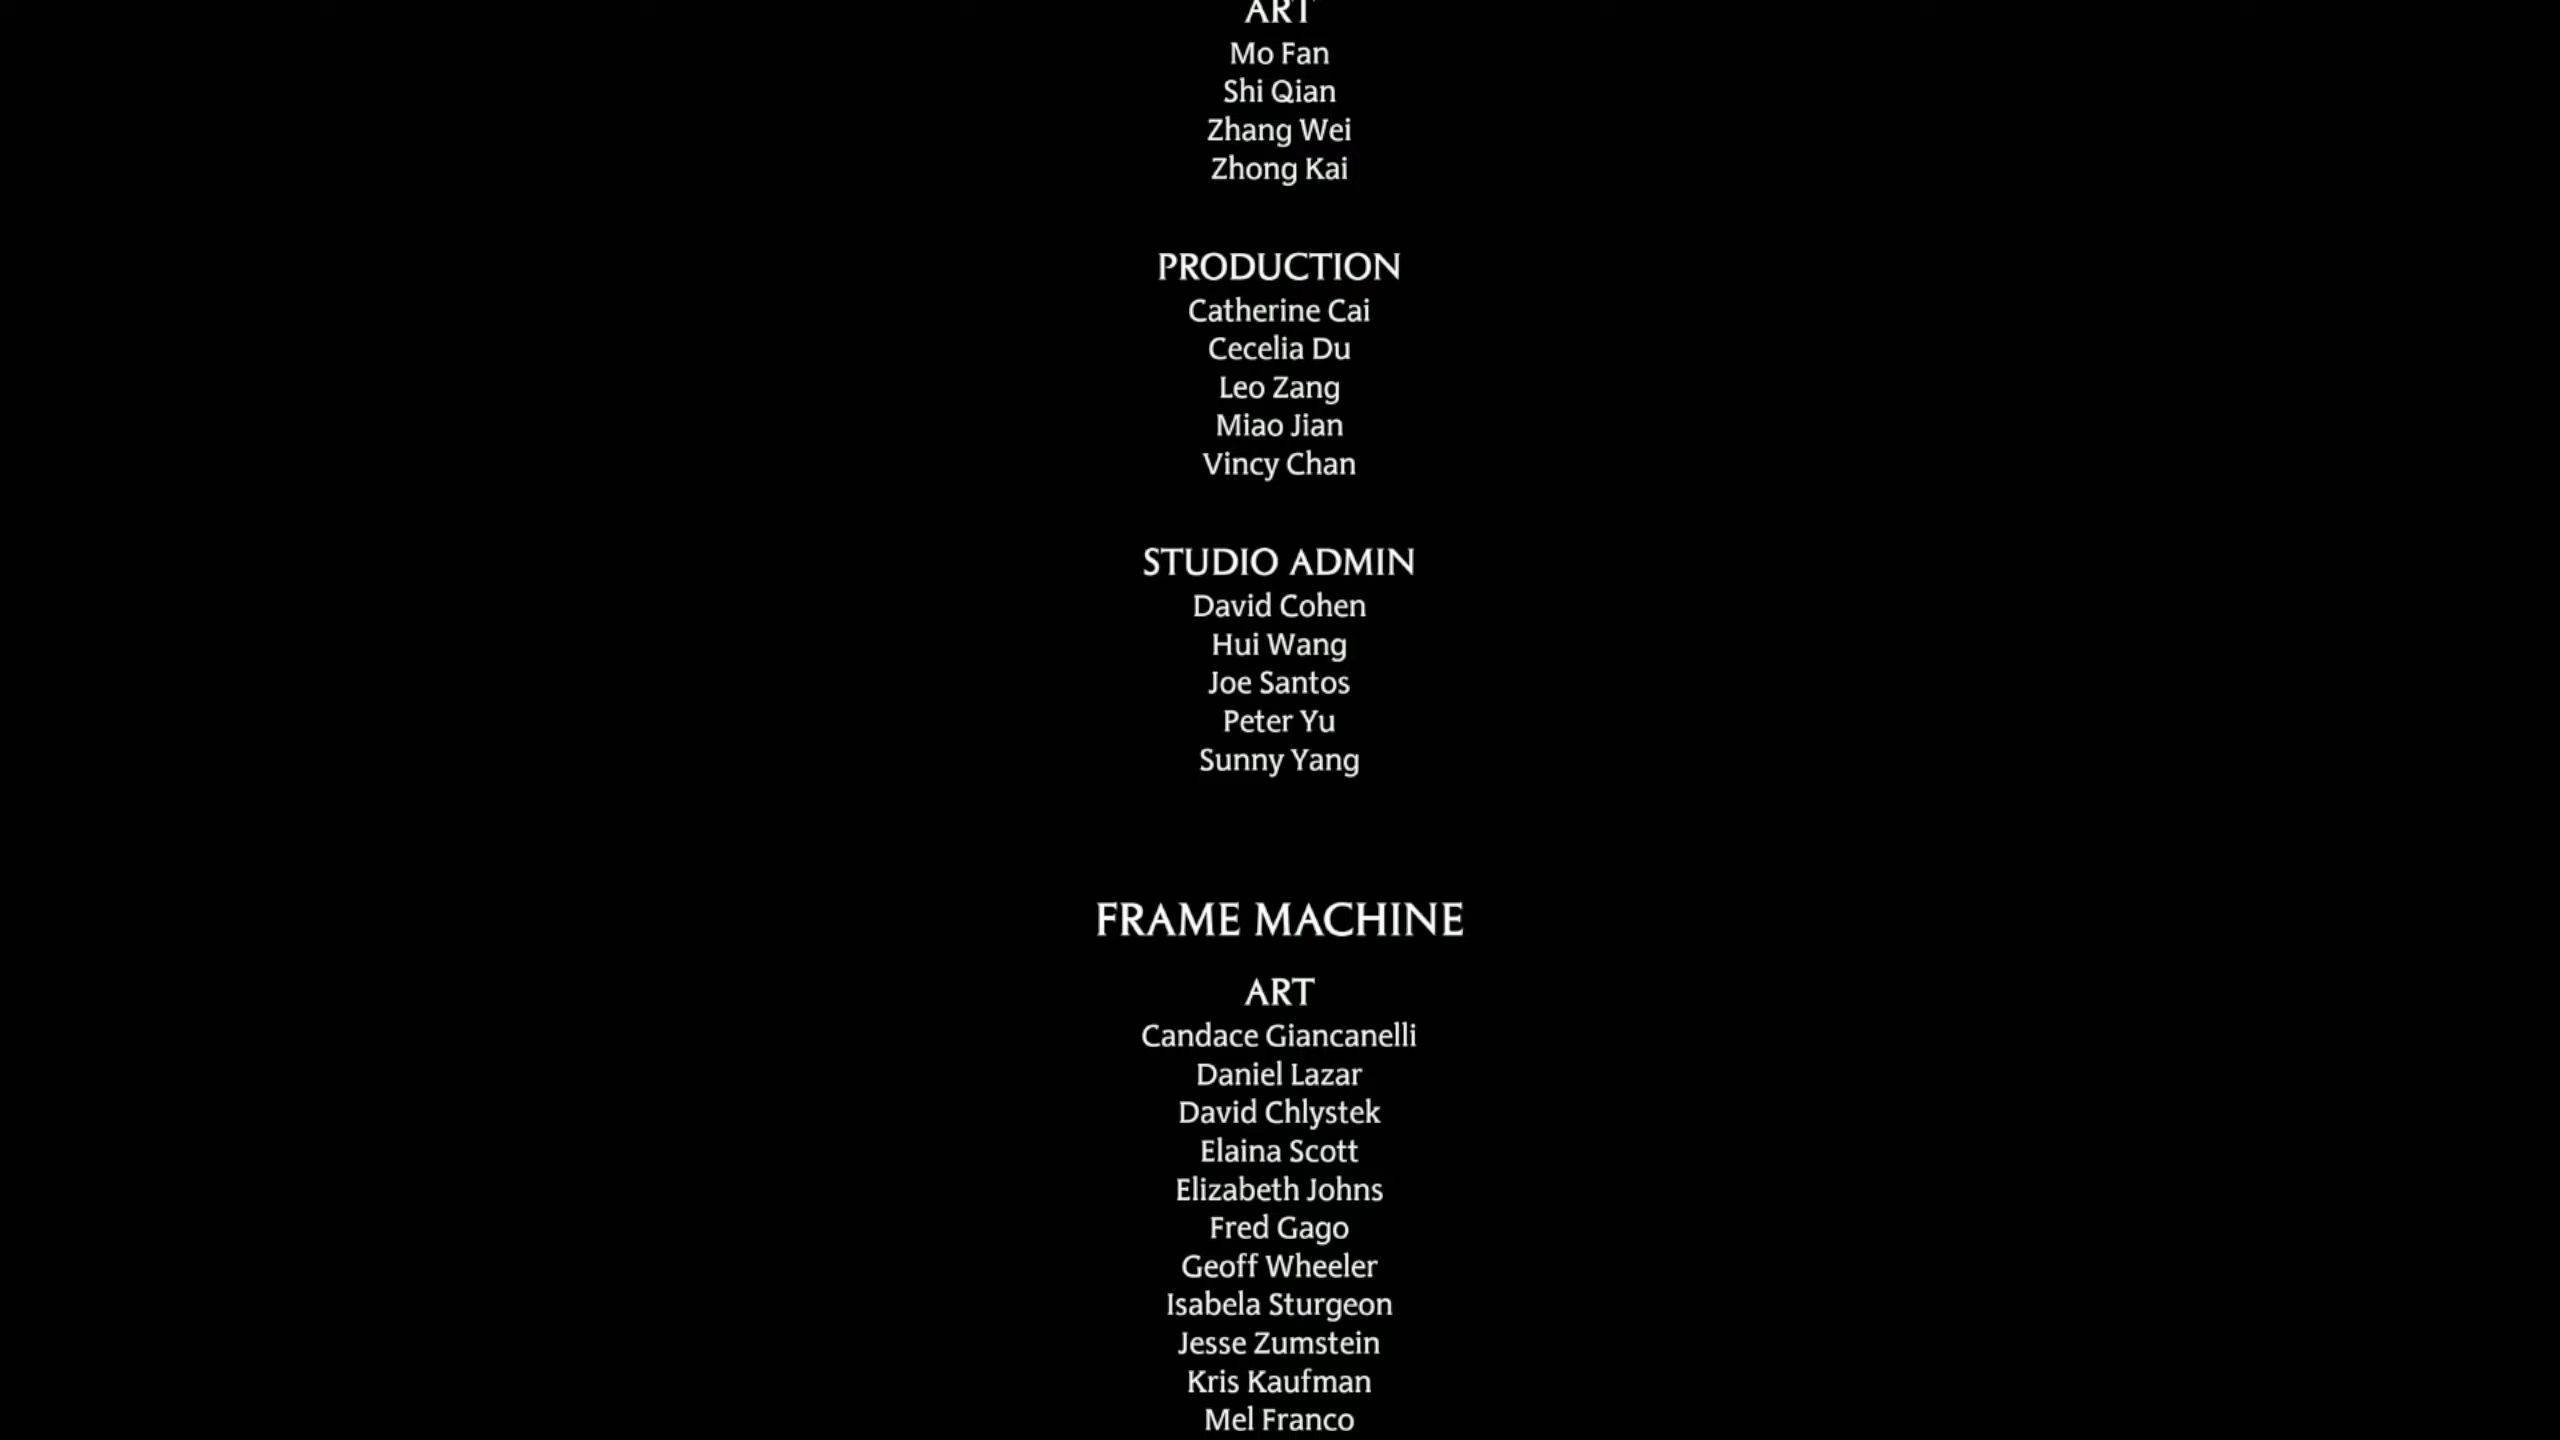 ART
Mo Fan
Shi Qian
Zhang Wei
Zhong Kai
PRODUCTION
Catherine Cai
Cecelia Du
Leo Zang
Miao Jian
Vincy Chan
STUDIO ADMIN
David Cohen
Hui Wang
Joe Santos
Peter Yu
Sunny Yang
FRAME MACHINE
ART
Candace Giancanelli
Daniel Lazar
David Chlystek
Elaina Scott
Elizabeth Johns
Fred Gago
Geoff Wheeler
Isabela Sturgeon
Jesse Zumstein
Kris Kaufman
Mel Franco